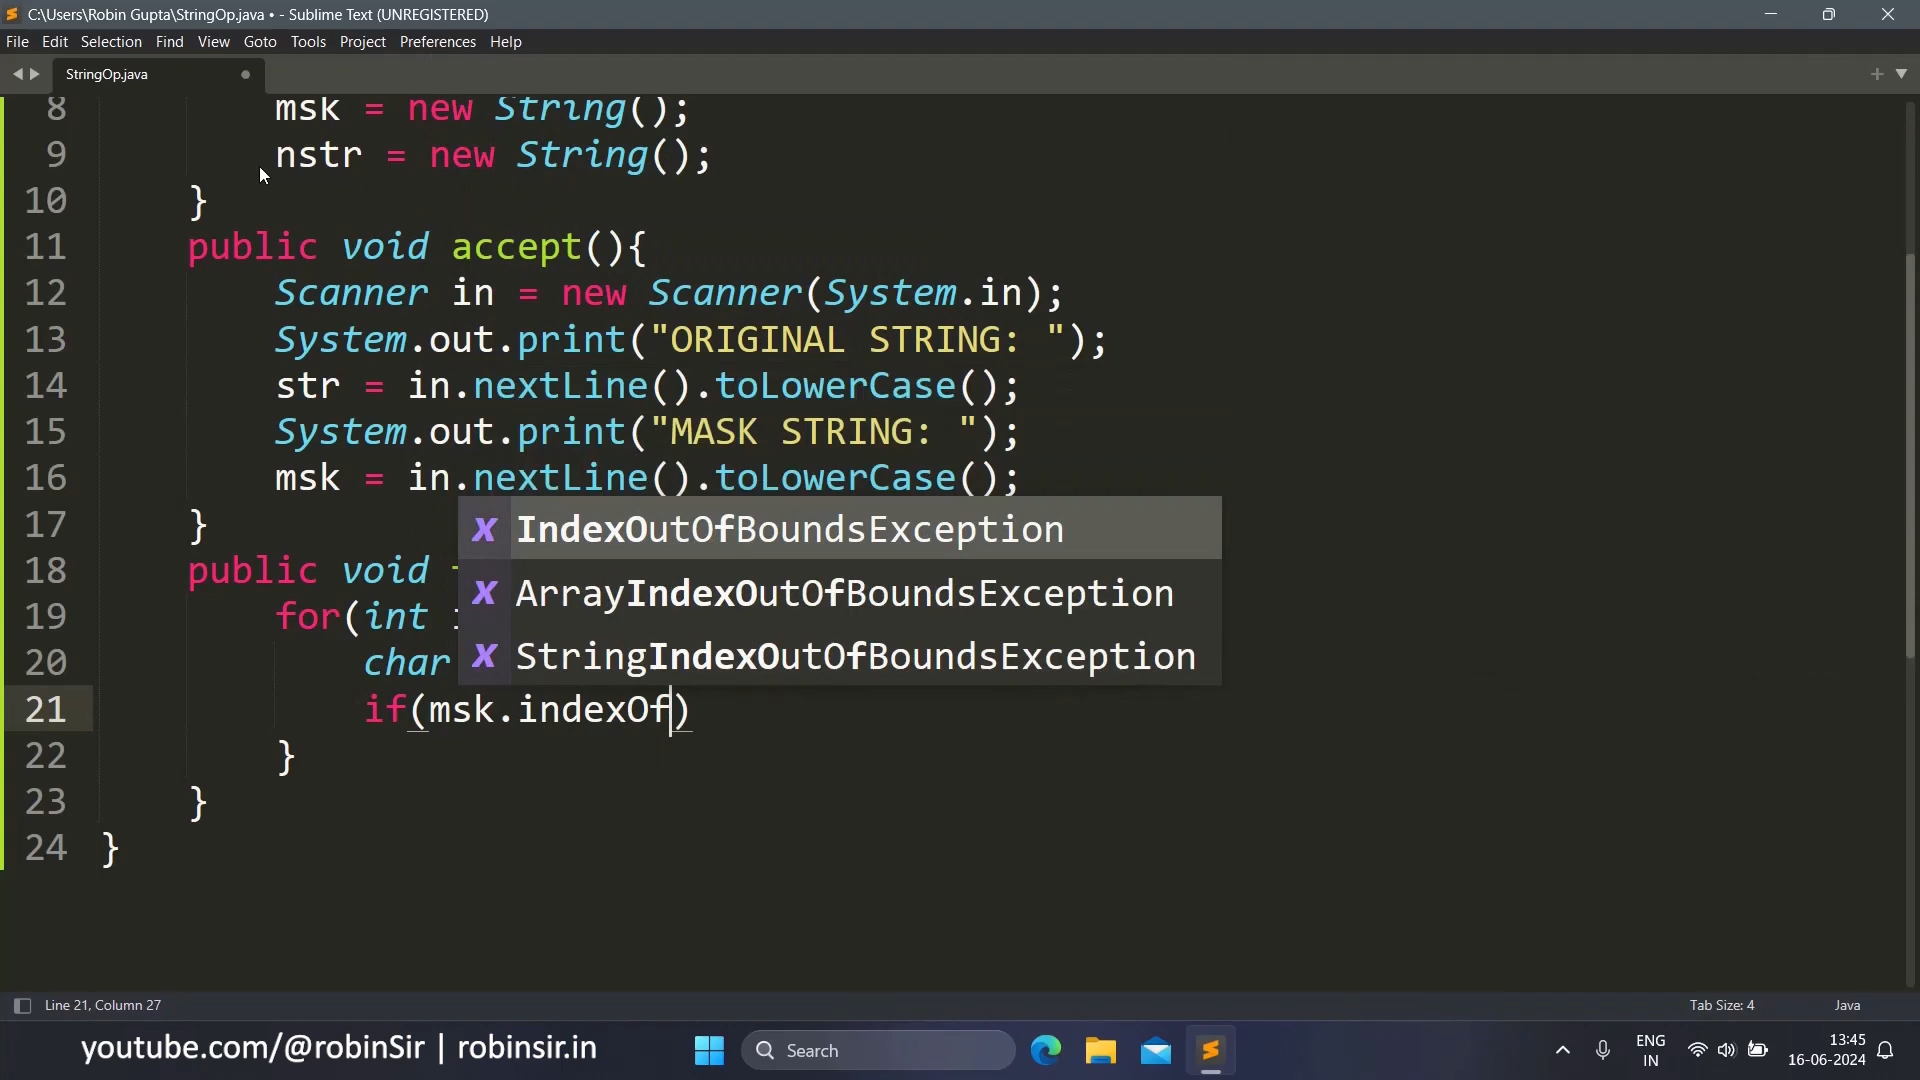 C:\Users\Robin Gupta\StringOp.java • - Sublime Text (UNREGISTERED)
File Edit Selection Find View Goto Tools Project Preferences Help
StringOp.java
8 msk = new String();
9 nstr = new String();
10 }
11 public void accept(){
12 Scanner in = new Scanner(System.in);
13 System.out.print("ORIGINAL STRING: ");
14 str = in.nextLine().toLowerCase();
15 System.out.print("MASK STRING: ");
16 msk = in.nextLine().toLowerCase();
17 }
x IndexOutOfBoundsException
18 public void
x ArrayIndexOutOfBoundsException
19 for(int
20 char
x StringIndexOutOfBoundsException
21 if(msk.indexOf)
22 }
23 }
24 }
Line 21, Column 27
Tab Size: 4
Java
youtube.com/@robinSir | robinsir.in
Search
ENG
IN
13:45
16-06-2024